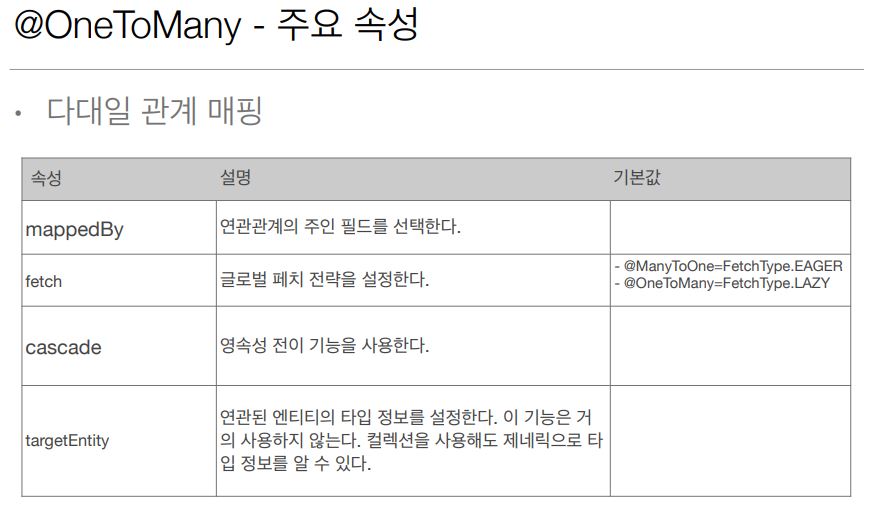 @OneToMany - 주요 속성
• 다대일 관계 매핑
속성 설명 기본값
mappedBy 연관관계의 주인 필드를 선택한다.
fetch 글로벌 페치 전략을 설정한다. - @ManyToOne=FetchType.EAGER
- @OneToMany=FetchType.LAZY
cascade 영속성 전이 기능을 사용한다.
targetEntity 연관된 엔티티의 타입 정보를 설정한다. 이 기능은 거
의 사용하지 않는다. 컬렉션을 사용해도 제네릭으로 타
입 정보를 알 수 있다.